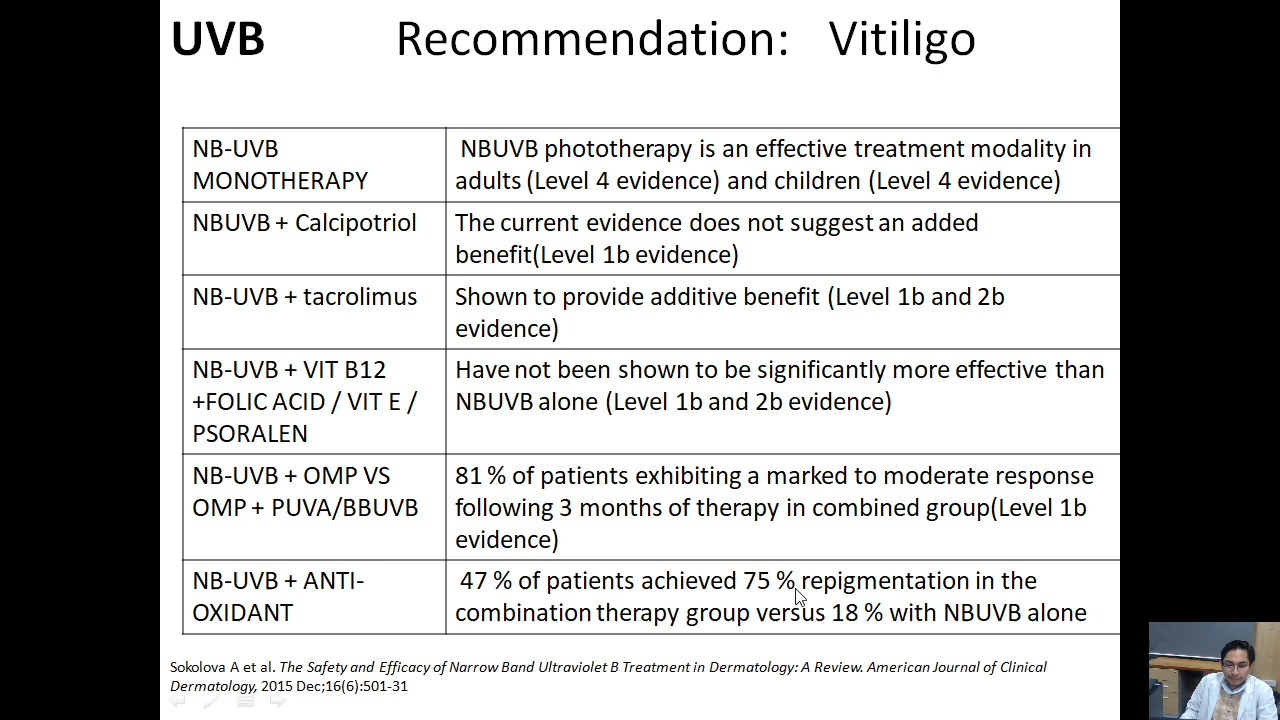 UVB Recommendation: Vitiligo
NB-UVB
MONOTHERAPY
NBUVB phototherapy is an effective treatment modality in
adults (Level 4 evidence) and children (Level 4 evidence)
NBUVB + Calcipotriol
The current evidence does not suggest an added
benefit(Level 1b evidence)
NB-UVB + tacrolimus
Shown to provide additive benefit (Level 1b and 2b
evidence)
NB-UVB + VIT B12
+FOLIC ACID / VIT E /
PSORALEN
Have not been shown to be significantly more effective than
NBUVB alone (Level 1b and 2b evidence)
NB-UVB + OMP VS
OMP + PUVA/BBUVB
81 % of patients exhibiting a marked to moderate response
following 3 months of therapy in combined group(Level 1b
evidence)
NB-UVB + ANTI-
OXIDANT
47 % of patients achieved 75 % repigmentation in the
combination therapy group versus 18 % with NBUVB alone
Sokolova A et al. The Safety and Efficacy of Narrow Band Ultraviolet B Treatment in Dermatology: A Review. American Journal of Clinical
Dermatology, 2015 Dec;16(6):501-31